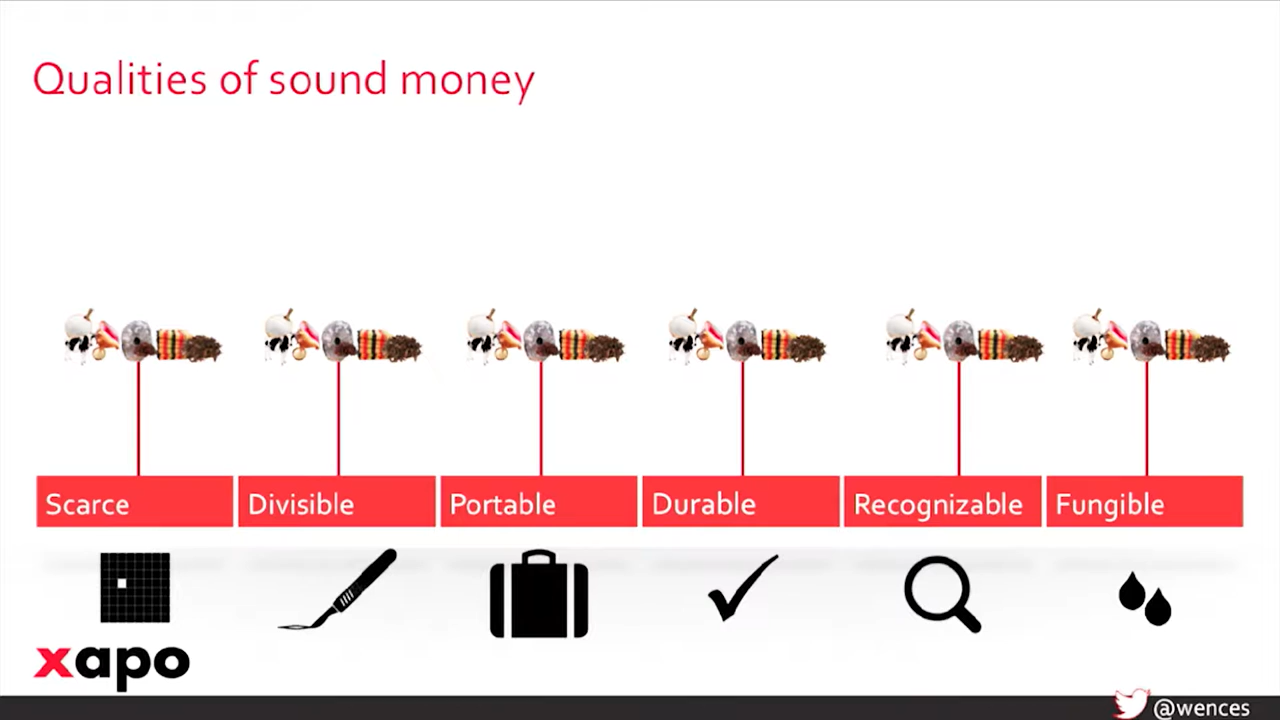 Qualities of sound money
Scarce
Divisible
Portable
Durable
Recognizable
Fungible
xapo
@wences